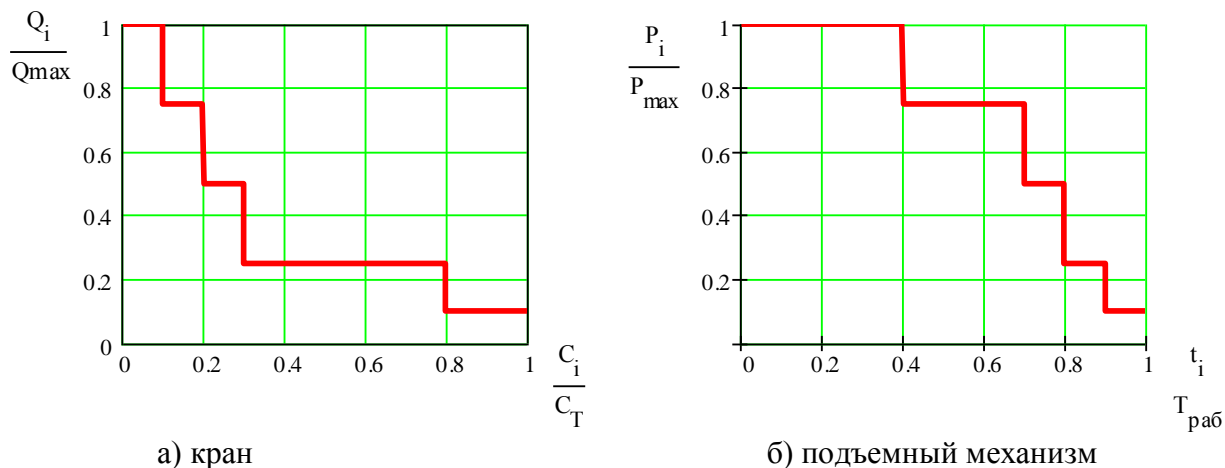 Q_i
Qmax
1
0.8
0.6
0.4
0.2
0
0 0.2 0.4 0.6 0.8 1
C_i
C_T
а) кран
P_i
P_max
1
0.8
0.6
0.4
0.2
0 0.2 0.4 0.6 0.8 1
t_i
T_раб
б) подъемный механизм